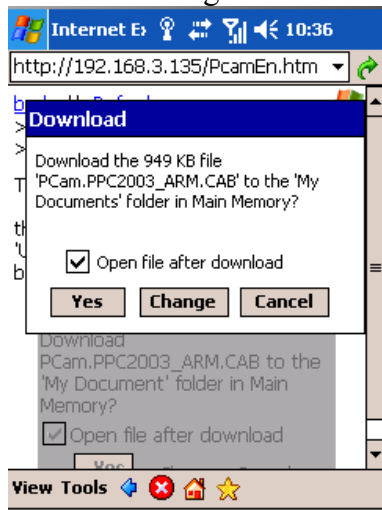 Internet Ex 10:36
http://192.168.3.135/PcamEn.htm
Download
Download the 949 KB file
'PCam.PPC2003_ARM.CAB' to the 'My
Documents' folder in Main Memory?
Open file after download
Yes Change Cancel
Download
PCam.PPC2003_ARM.CAB to the
'My Document' folder in Main
Memory?
Open file after download
View Tools